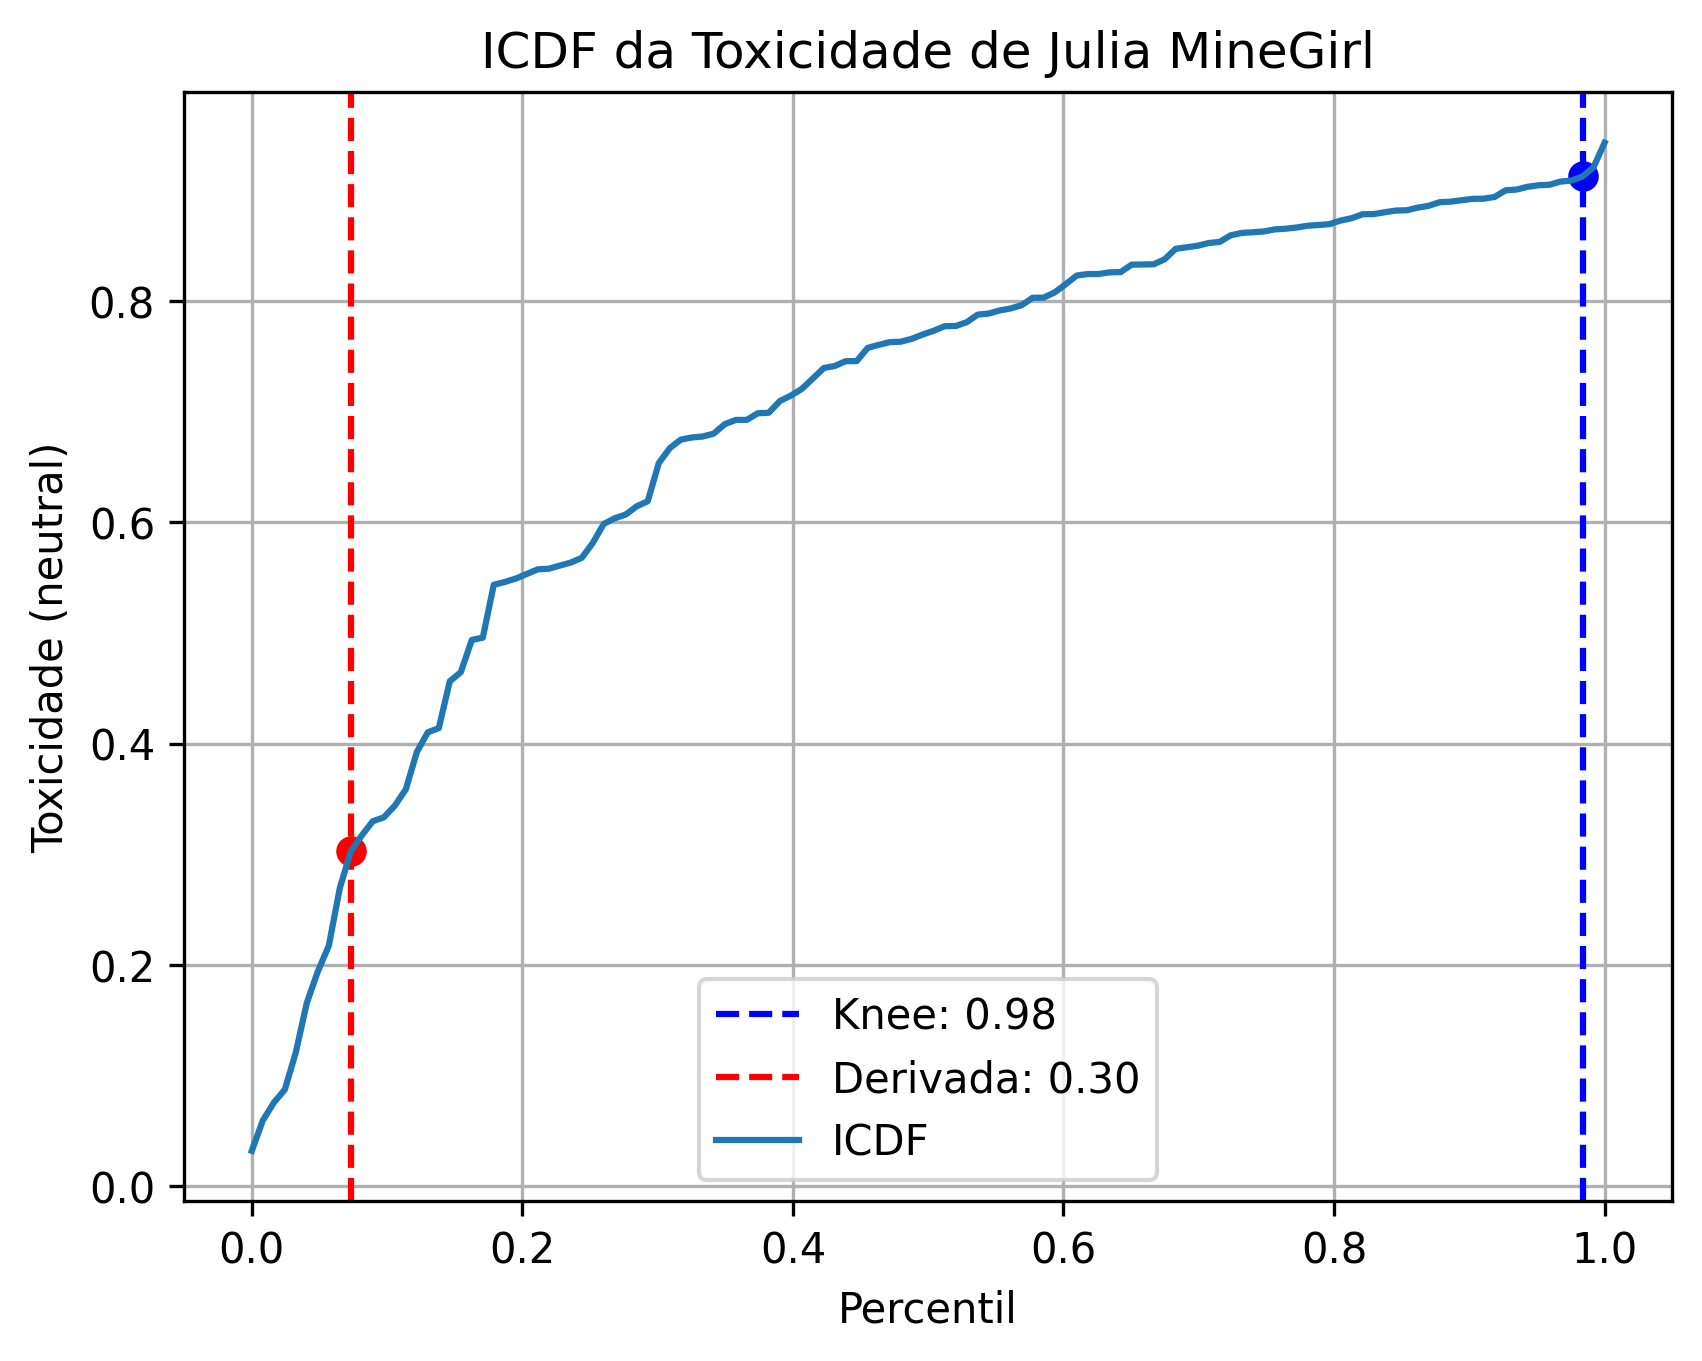 ICDF da Toxicidade de Julia MineGirl
Toxicidade (neutral)
0.8
0.6
0.4
0.2
0.0
Knee: 0.98
Derivada: 0.30
ICDF
0.0 0.2 0.4 0.6 0.8 1.0
Percentil